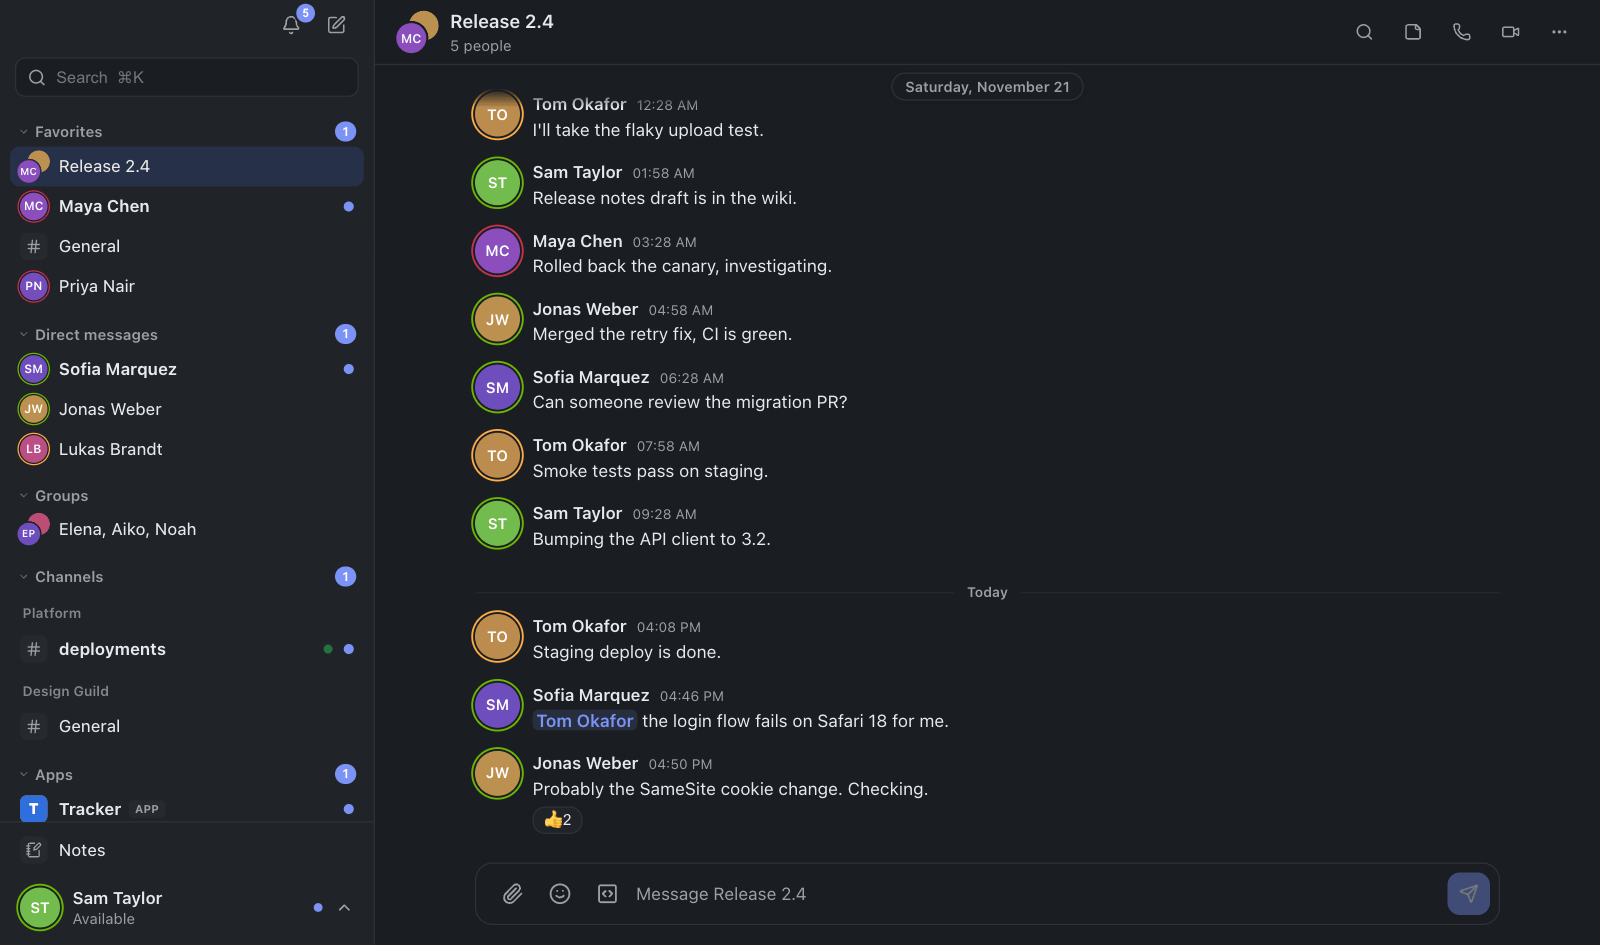 5
Search ⌘K
Favorites 1
MC Release 2.4
MC Maya Chen
# General
PN Priya Nair
Direct messages 1
SM Sofia Marquez
JW Jonas Weber
LB Lukas Brandt
Groups
EP Elena, Aiko, Noah
Channels 1
Platform
# deployments
Design Guild
# General
Apps 1
T Tracker APP
Notes
ST Sam Taylor
Available
MC Release 2.4
5 people
Saturday, November 21
TO Tom Okafor 12:28 AM
I'll take the flaky upload test.
ST Sam Taylor 01:58 AM
Release notes draft is in the wiki.
MC Maya Chen 03:28 AM
Rolled back the canary, investigating.
JW Jonas Weber 04:58 AM
Merged the retry fix, CI is green.
SM Sofia Marquez 06:28 AM
Can someone review the migration PR?
TO Tom Okafor 07:58 AM
Smoke tests pass on staging.
ST Sam Taylor 09:28 AM
Bumping the API client to 3.2.
Today
TO Tom Okafor 04:08 PM
Staging deploy is done.
SM Sofia Marquez 04:46 PM
Tom Okafor the login flow fails on Safari 18 for me.
JW Jonas Weber 04:50 PM
Probably the SameSite cookie change. Checking.
👍2
Message Release 2.4